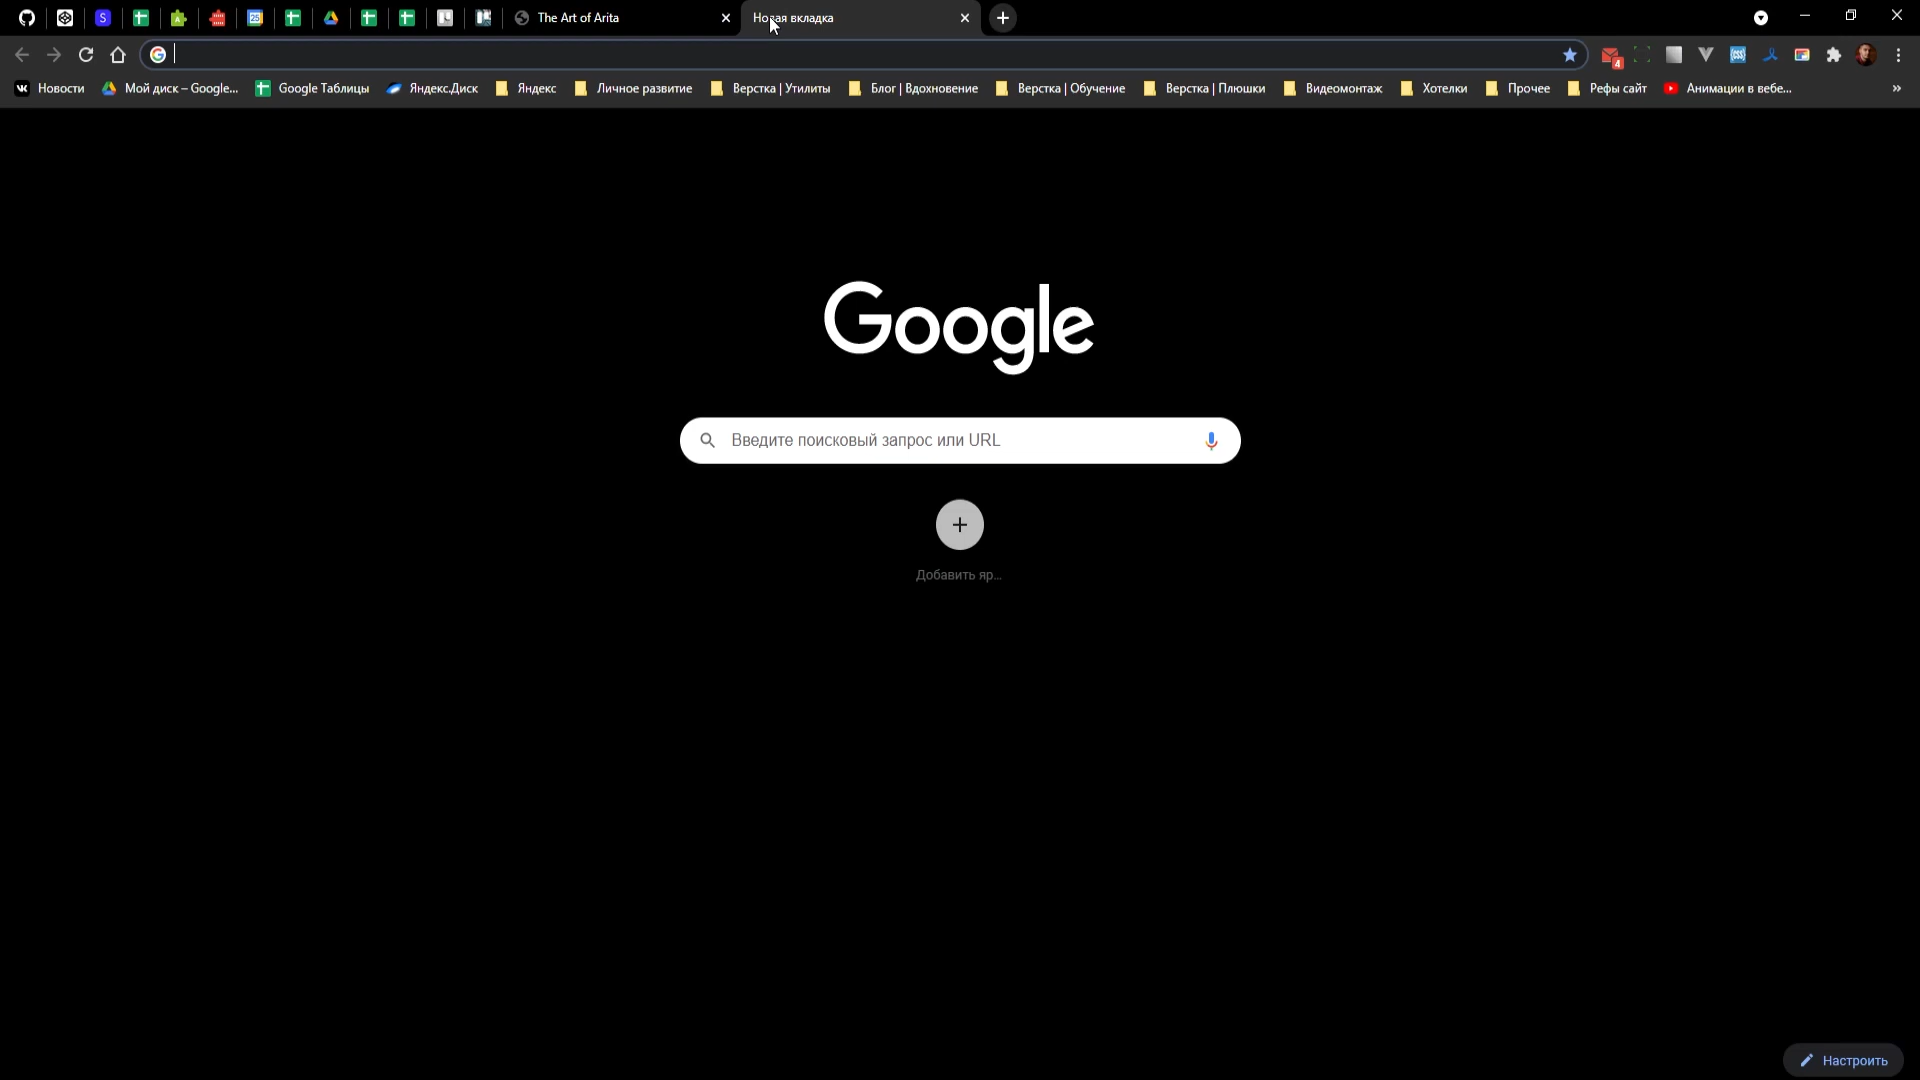 S
25
The Art of Arita
Новая вкладка
4
Новости
Мой диск – Google...
Google Таблицы
Яндекс.Диск
Яндекс
Личное развитие
Верстка | Утилиты
Блог | Вдохновение
Верстка | Обучение
Верстка | Плюшки
Видеомонтаж
Хотелки
Прочее
Рефы сайт
Анимации в вебе...
»
Google
Введите поисковый запрос или URL
Добавить яр...
Настроить